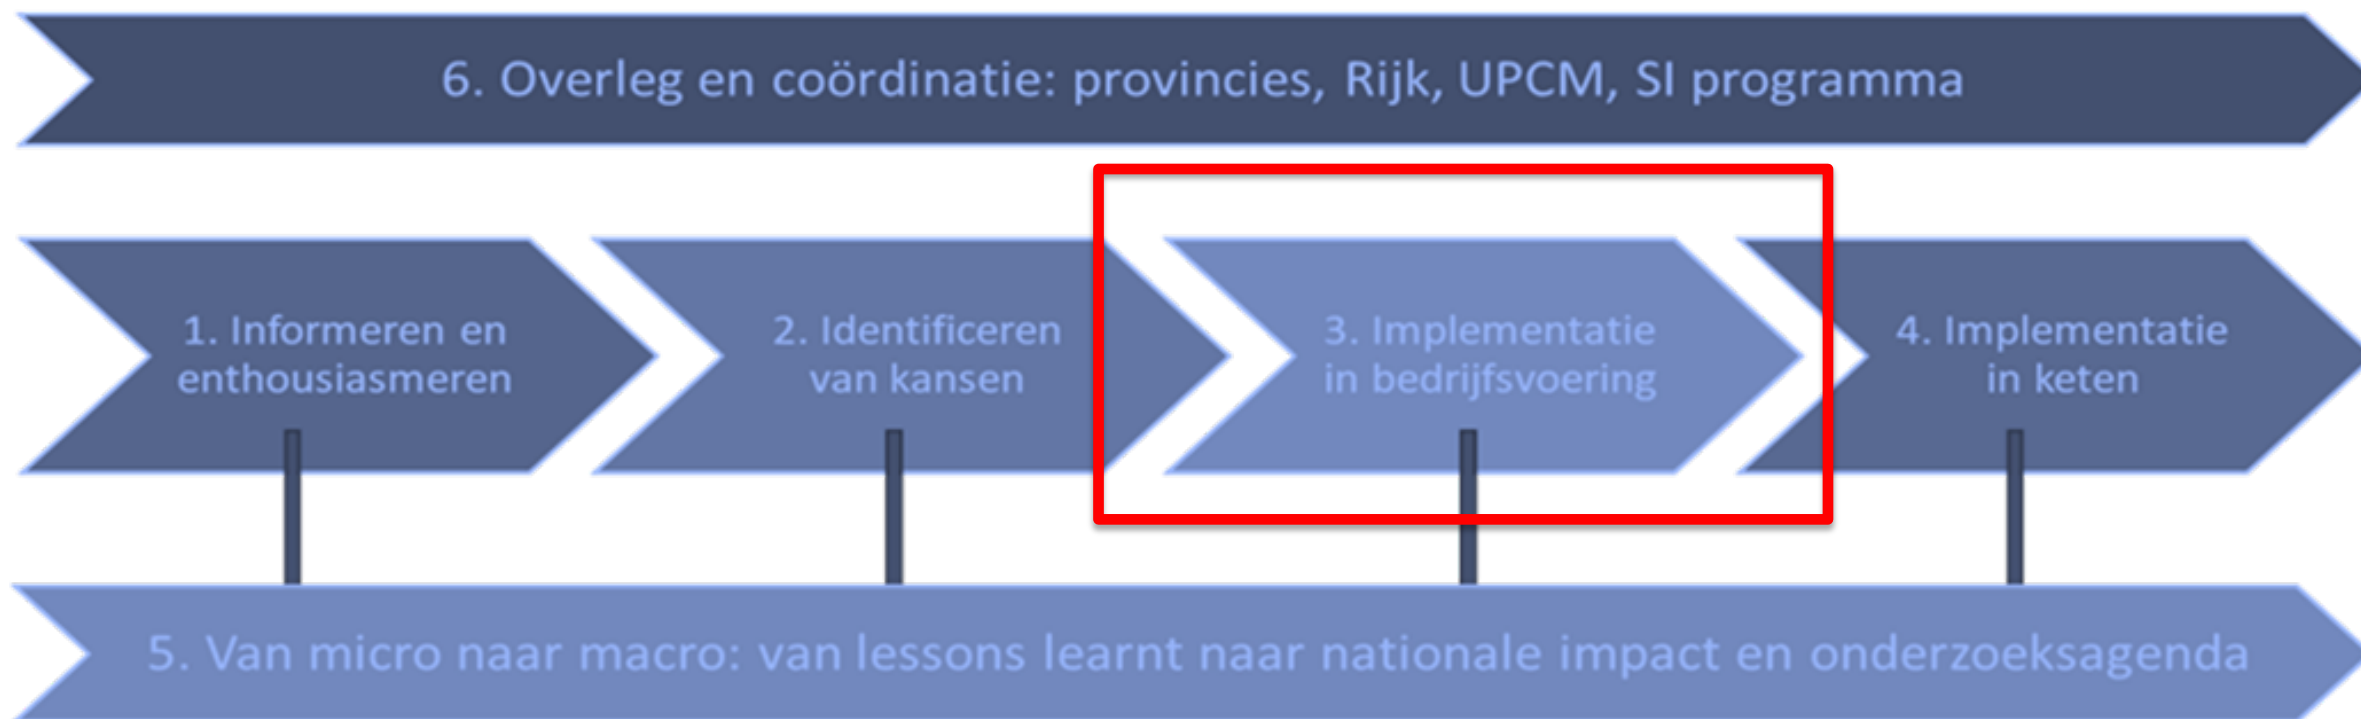 6. Overleg en coördinatie: provincies, Rijk, UPCM, SI programma
1. Informeren en
enthousiasmeren
2. Identificeren
van kansen
3. Implementatie
in bedrijfsvoering
4. Implementatie
in keten
5. Van micro naar macro: van lessons learnt naar nationale impact en onderzoeksagenda